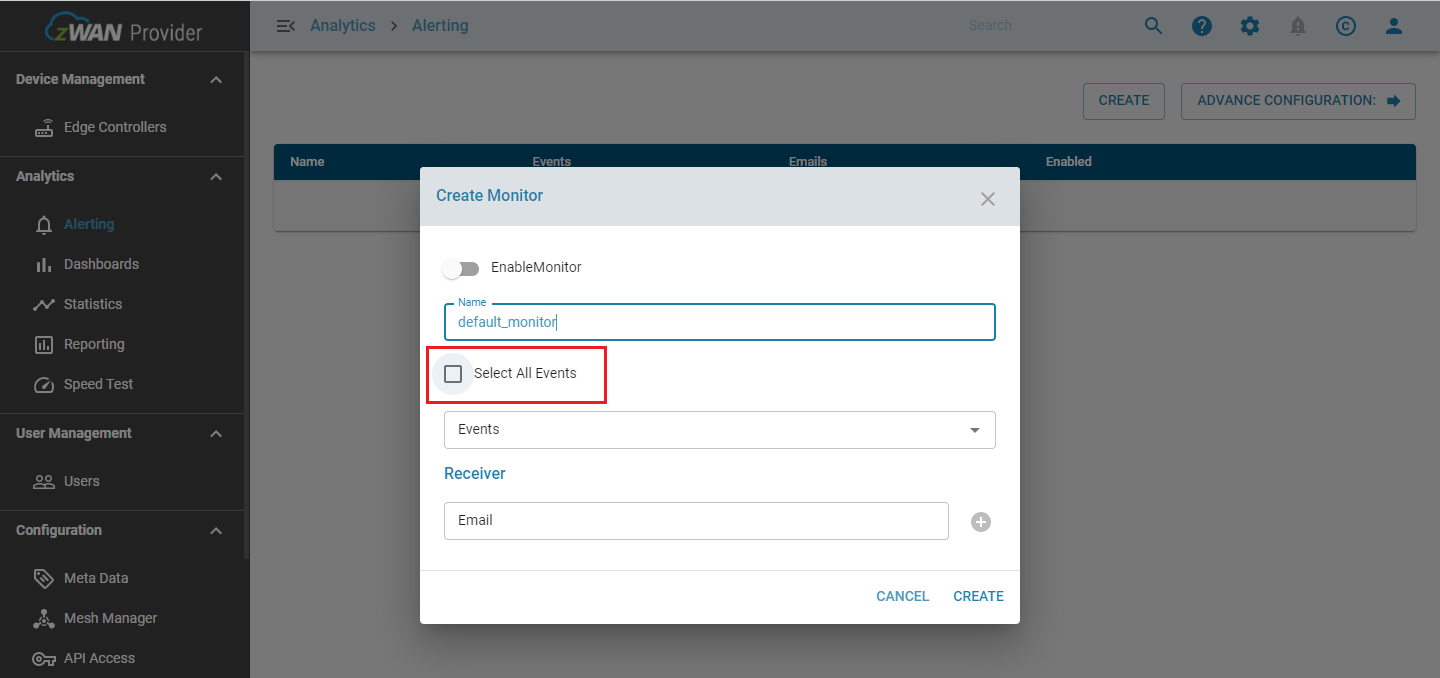 zWAN Provider
Analytics > Alerting
Search
Device Management
Edge Controllers
Analytics
Alerting
Dashboards
Statistics
Reporting
Speed Test
User Management
Users
Configuration
Meta Data
Mesh Manager
API Access
CREATE
ADVANCE CONFIGURATION:
Name Events Emails Enabled
Create Monitor
EnableMonitor
Name
default_monitor
Select All Events
Events
Receiver
Email
CANCEL CREATE